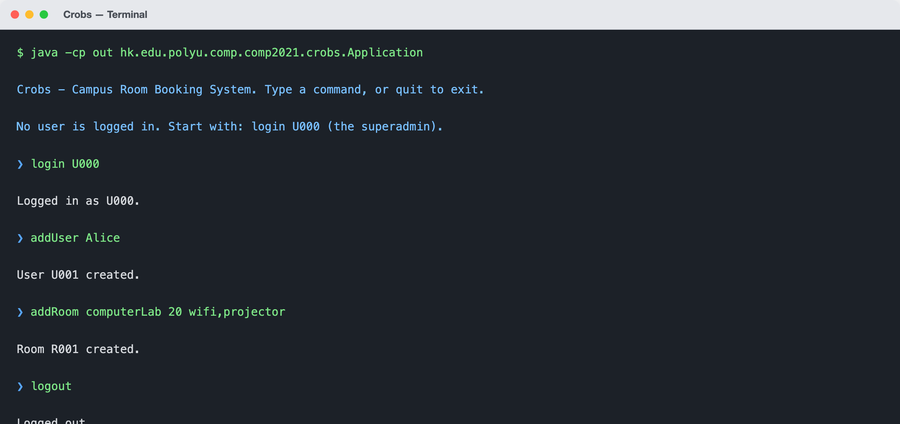 Crobs — Terminal
$ java -cp out hk.edu.polyu.comp.comp2021.crobs.Application
Crobs - Campus Room Booking System. Type a command, or quit to exit.
No user is logged in. Start with: login U000 (the superadmin).
❯ login U000
Logged in as U000.
❯ addUser Alice
User U001 created.
❯ addRoom computerLab 20 wifi,projector
Room R001 created.
❯ logout
Logged out